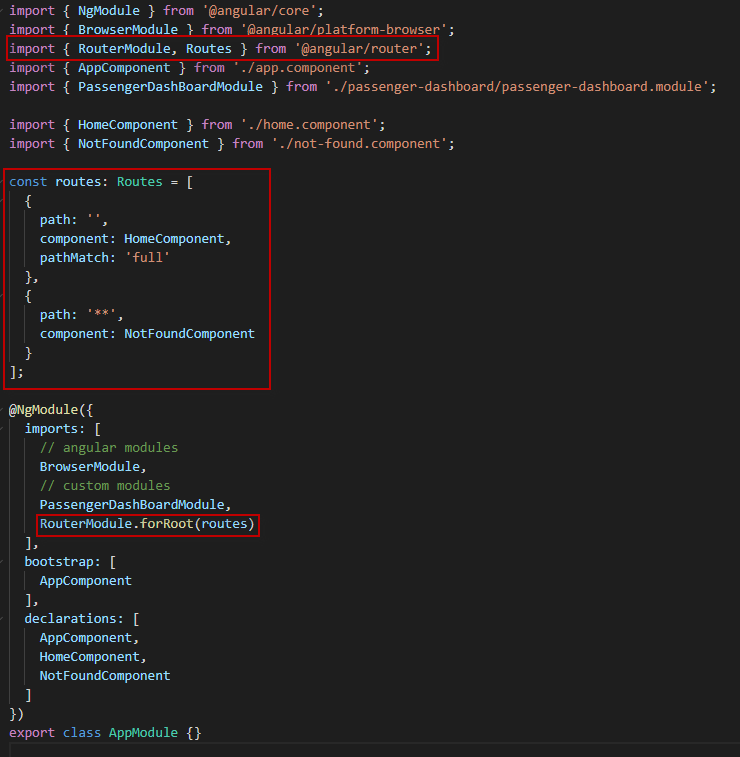 import { NgModule } from '@angular/core';
import { BrowserModule } from '@angular/platform-browser';
import { RouterModule, Routes } from '@angular/router';
import { AppComponent } from './app.component';
import { PassengerDashBoardModule } from './passenger-dashboard/passenger-dashboard.module';

import { HomeComponent } from './home.component';
import { NotFoundComponent } from './not-found.component';

const routes: Routes = [
  {
    path: '',
    component: HomeComponent,
    pathMatch: 'full'
  },
  {
    path: '**',
    component: NotFoundComponent
  }
];

@NgModule({
  imports: [
    // angular modules
    BrowserModule,
    // custom modules
    PassengerDashBoardModule,
    RouterModule.forRoot(routes)
  ],
  bootstrap: [
    AppComponent
  ],
  declarations: [
    AppComponent,
    HomeComponent,
    NotFoundComponent
  ]
})
export class AppModule {}